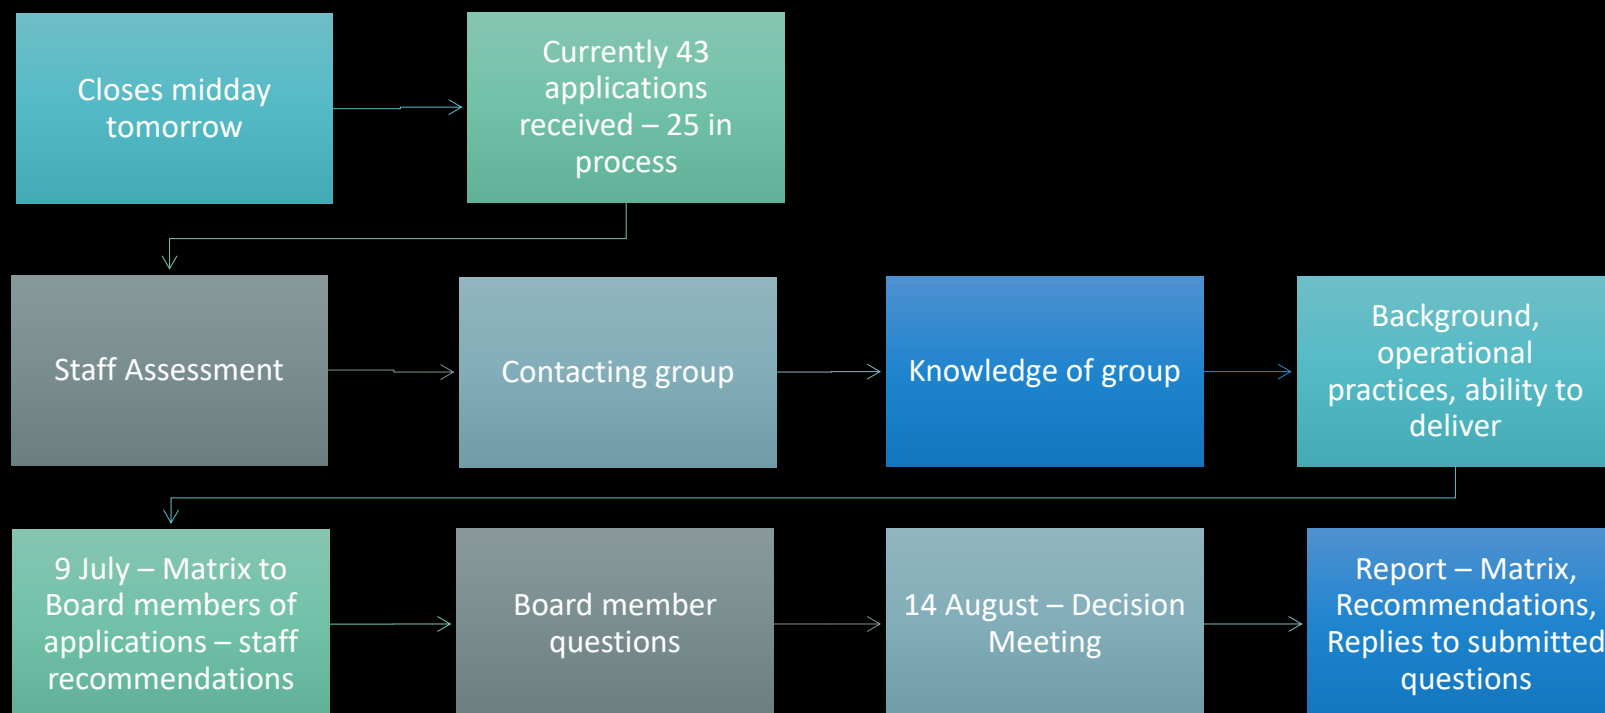 Closes midday
tomorrow
Currently 43
applications
received – 25 in
process
Staff Assessment
Contacting group
Knowledge of group
Background,
operational
practices, ability to
deliver
9 July – Matrix to
Board members of
applications – staff
recommendations
Board member
questions
14 August – Decision
Meeting
Report – Matrix,
Recommendations,
Replies to submitted
questions